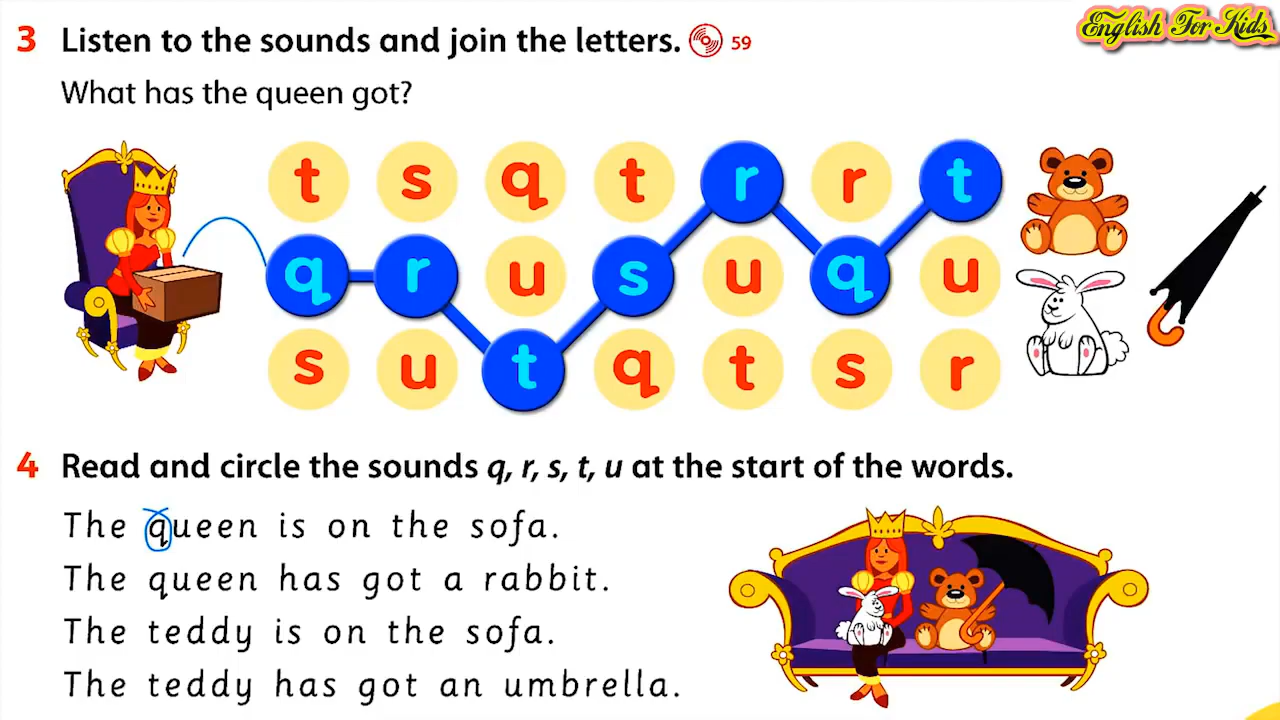 English For Kids
3 Listen to the sounds and join the letters. 59
What has the queen got?
t s q t r r t
q r u s u q u
s u t q t s r
4 Read and circle the sounds q, r, s, t, u at the start of the words.
The queen is on the sofa.
The queen has got a rabbit.
The teddy is on the sofa.
The teddy has got an umbrella.